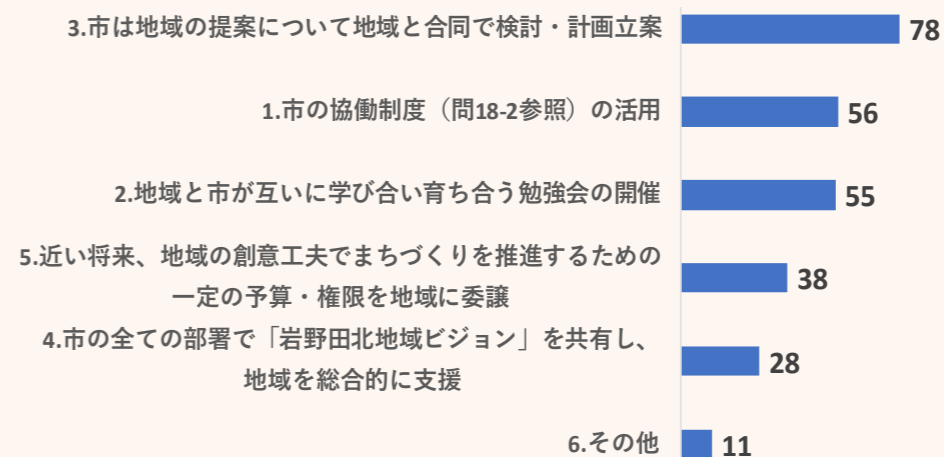 3.市は地域の提案について地域と合同で検討・計画立案 78
1.市の協働制度（問18-2参照）の活用 56
2.地域と市が互いに学び合い育ち合う勉強会の開催 55
5.近い将来、地域の創意工夫でまちづくりを推進するための
一定の予算・権限を地域に委譲 38
4.市の全ての部署で「岩野田北地域ビジョン」を共有し、
地域を総合的に支援 28
6.その他 11